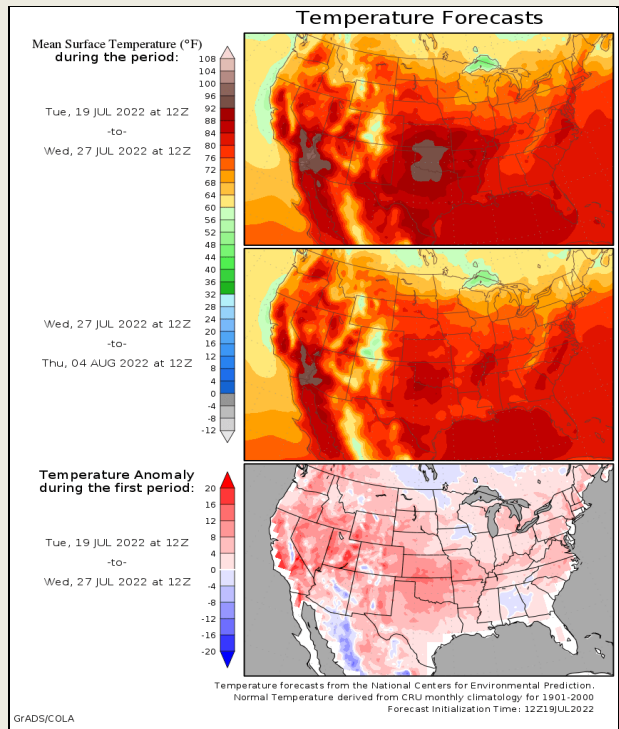 Temperature Forecasts
Mean Surface Temperature (°F)
during the period:
108
104
100
96
92
88
84
80
76
72
68
64
60
56
52
48
44
40
36
32
28
24
20
16
12
8
4
0
-4
-8
-12
Tue, 19 JUL 2022 at 12Z
-to-
Wed, 27 JUL 2022 at 12Z
Wed, 27 JUL 2022 at 12Z
-to-
Thu, 04 AUG 2022 at 12Z
Temperature Anomaly
during the first period:
20
16
12
8
4
0
-4
-8
-12
-16
-20
Tue, 19 JUL 2022 at 12Z
-to-
Wed, 27 JUL 2022 at 12Z
Temperature forecasts from the National Centers for Environmental Prediction.
Normal Temperature derived from CRU monthly climatology for 1901-2000
Forecast Initialization Time: 12Z19JUL2022
GrADS/COLA